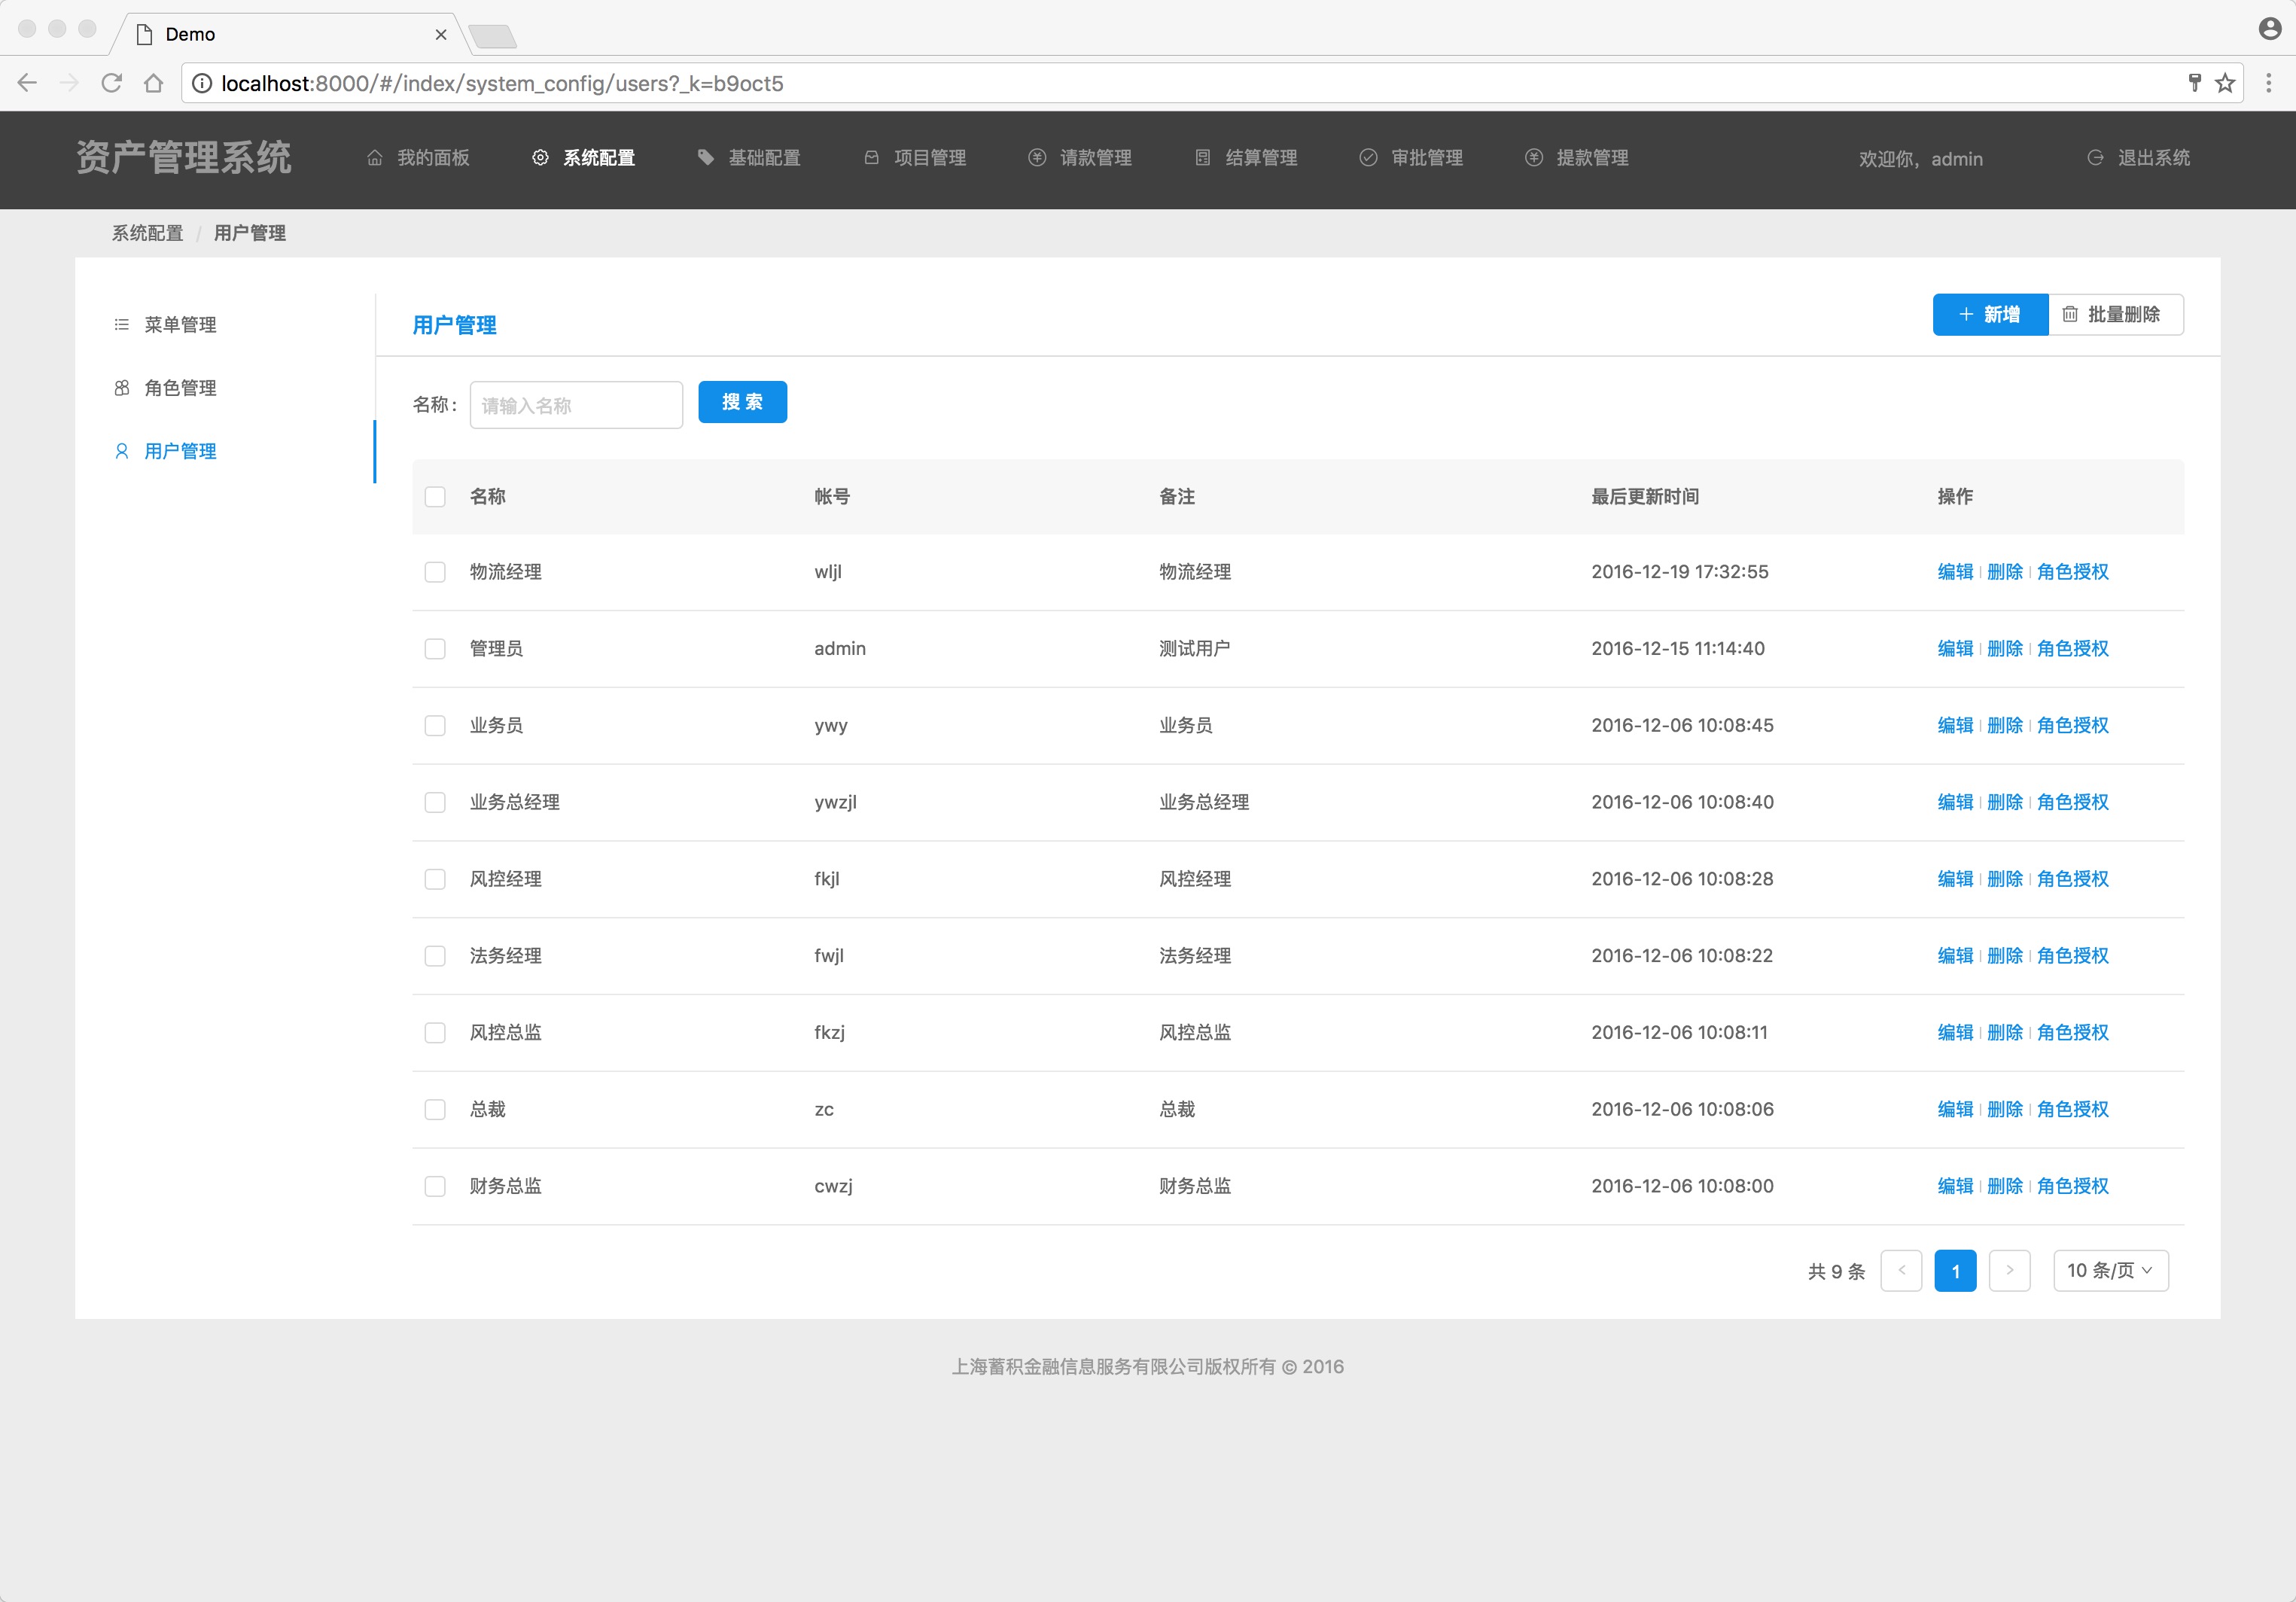 Demo
localhost:8000/#/index/system_config/users?_k=b9oct5
资产管理系统 我的面板 系统配置 基础配置 项目管理 请款管理 结算管理 审批管理 提款管理 欢迎你，admin 退出系统
系统配置 / 用户管理
菜单管理
角色管理
用户管理
用户管理 新增 批量删除
名称： 请输入名称 搜 索
名称 帐号 备注 最后更新时间 操作
物流经理 wljl 物流经理 2016-12-19 17:32:55 编辑 删除 角色授权
管理员 admin 测试用户 2016-12-15 11:14:40 编辑 删除 角色授权
业务员 ywy 业务员 2016-12-06 10:08:45 编辑 删除 角色授权
业务总经理 ywzjl 业务总经理 2016-12-06 10:08:40 编辑 删除 角色授权
风控经理 fkjl 风控经理 2016-12-06 10:08:28 编辑 删除 角色授权
法务经理 fwjl 法务经理 2016-12-06 10:08:22 编辑 删除 角色授权
风控总监 fkzj 风控总监 2016-12-06 10:08:11 编辑 删除 角色授权
总裁 zc 总裁 2016-12-06 10:08:06 编辑 删除 角色授权
财务总监 cwzj 财务总监 2016-12-06 10:08:00 编辑 删除 角色授权
共 9 条 < 1 > 10 条/页
上海蓄积金融信息服务有限公司版权所有 © 2016